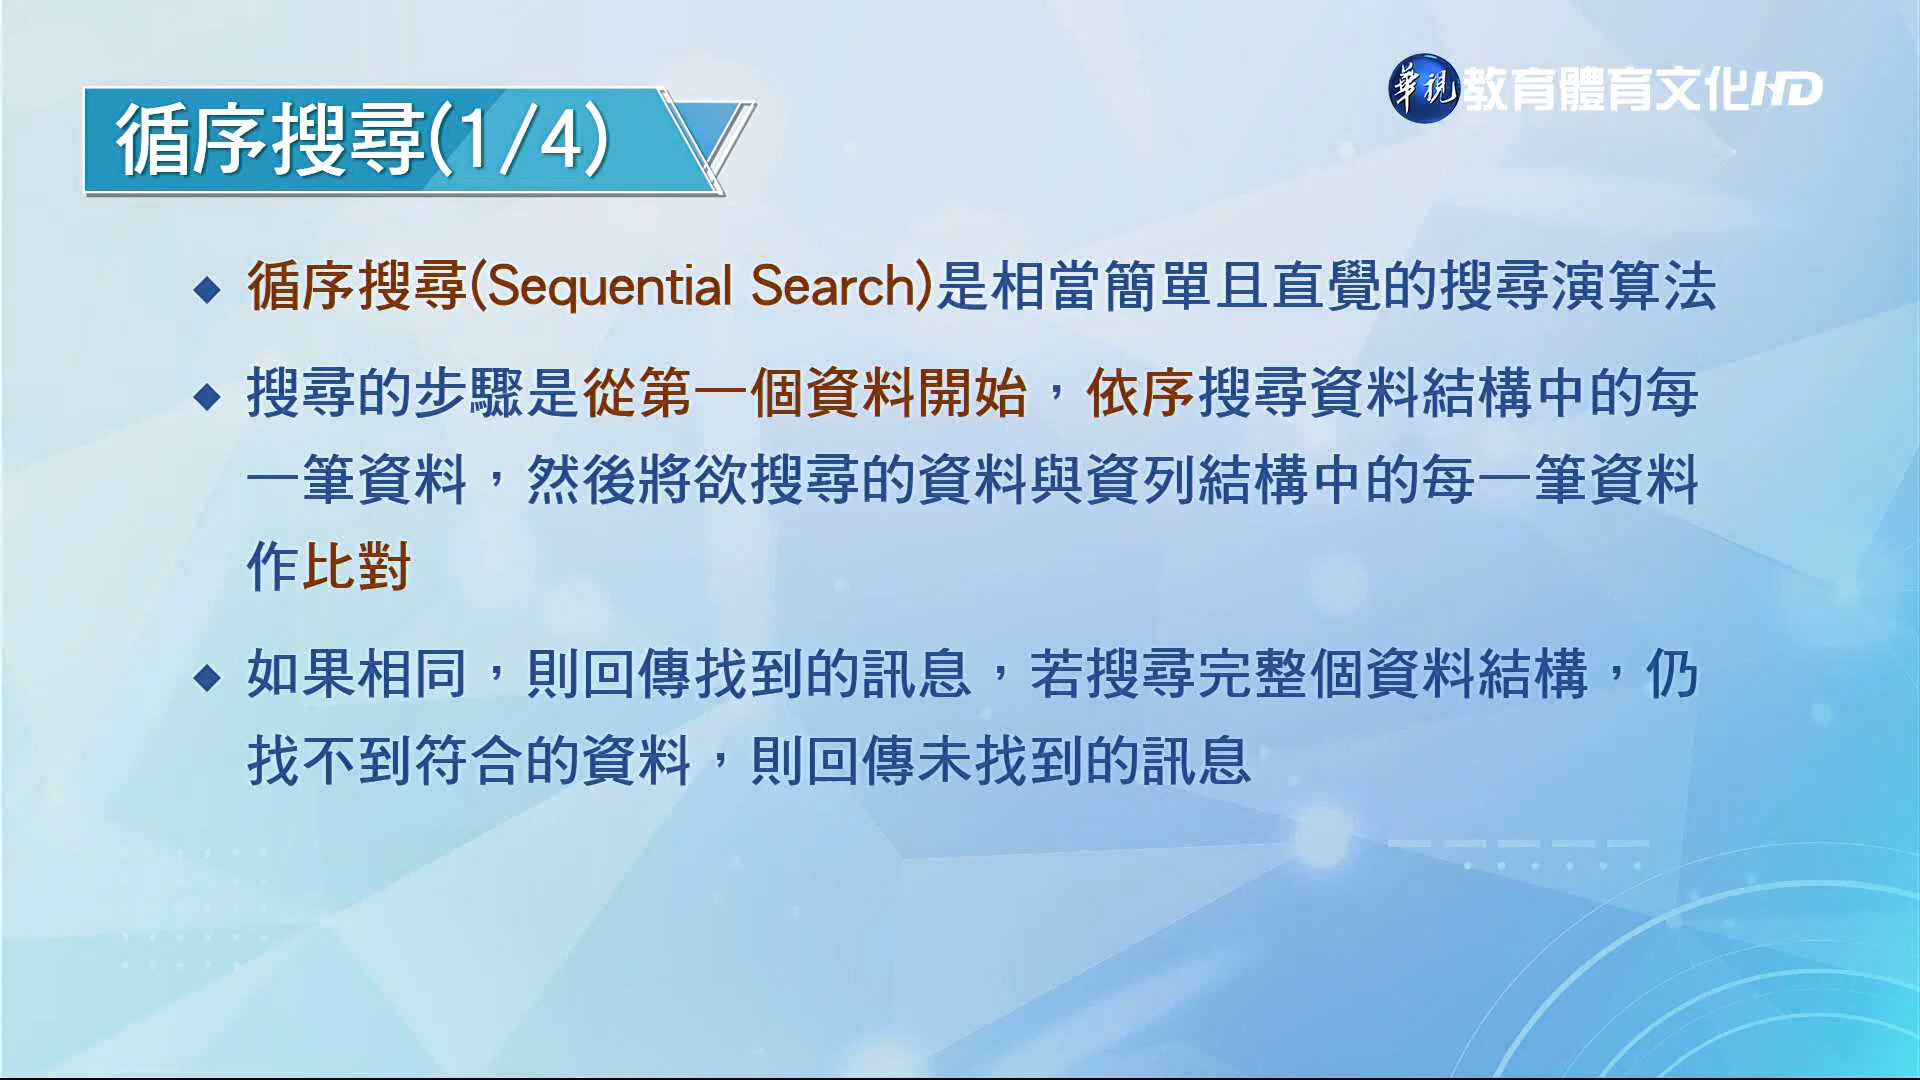 華視 教育體育文化HD
循序搜尋(1/4)
循序搜尋(Sequential Search)是相當簡單且直覺的搜尋演算法
搜尋的步驟是從第一個資料開始，依序搜尋資料結構中的每
一筆資料，然後將欲搜尋的資料與資列結構中的每一筆資料
作比對
如果相同，則回傳找到的訊息，若搜尋完整個資料結構，仍
找不到符合的資料，則回傳未找到的訊息